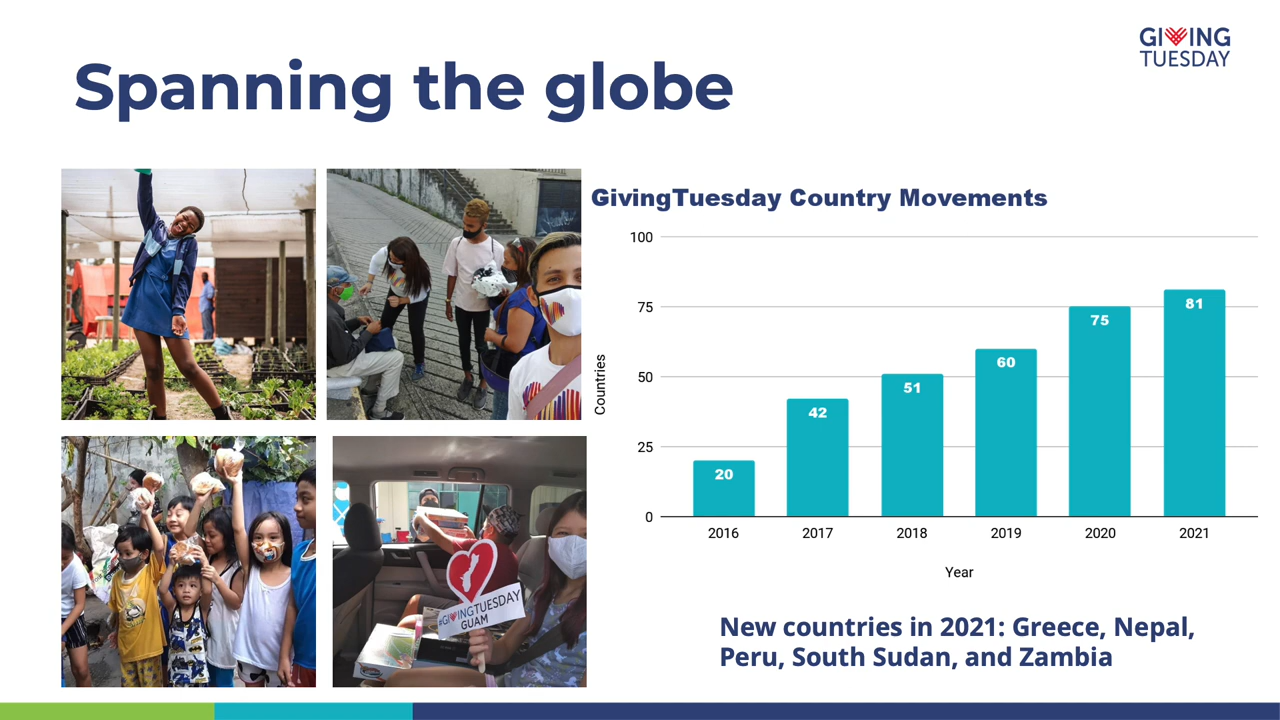 GIVING
TUESDAY
Spanning the globe
GivingTuesday Country Movements
Countries
100
75
50
25
0
20
42
51
60
75
81
2016 2017 2018 2019 2020 2021
Year
#GIVINGTUESDAY
GUAM
New countries in 2021: Greece, Nepal,
Peru, South Sudan, and Zambia